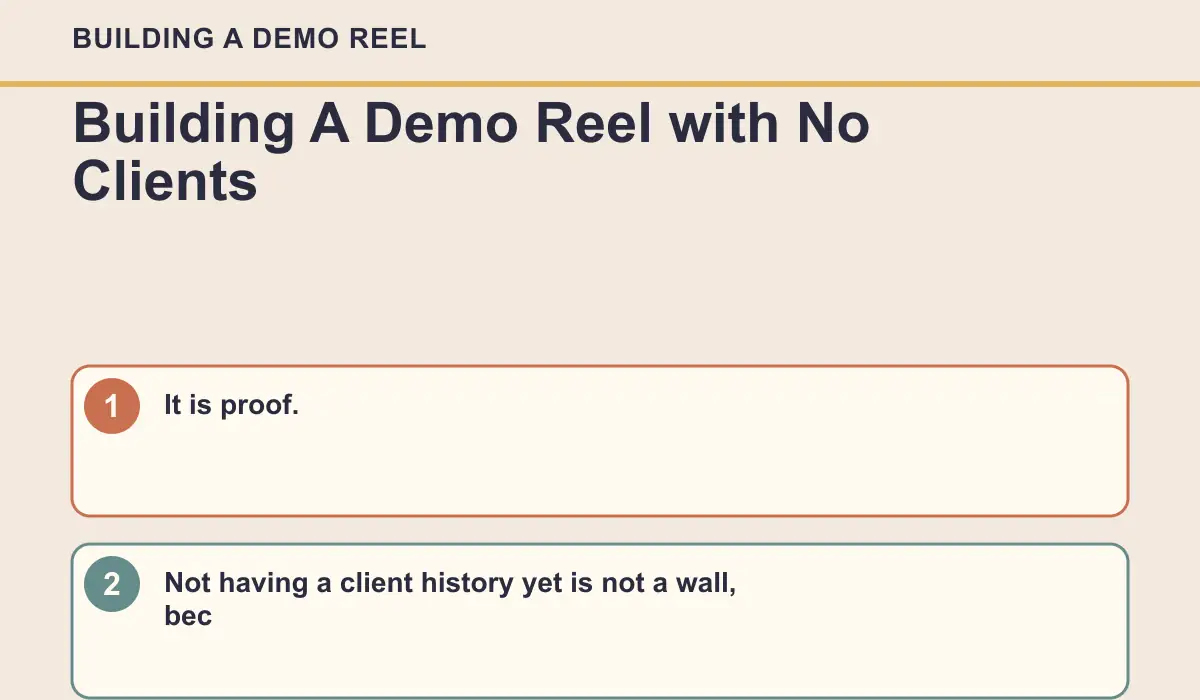 BUILDING A DEMO REEL
Building A Demo Reel with No
Clients
1
It is proof.
2
Not having a client history yet is not a wall,
bec